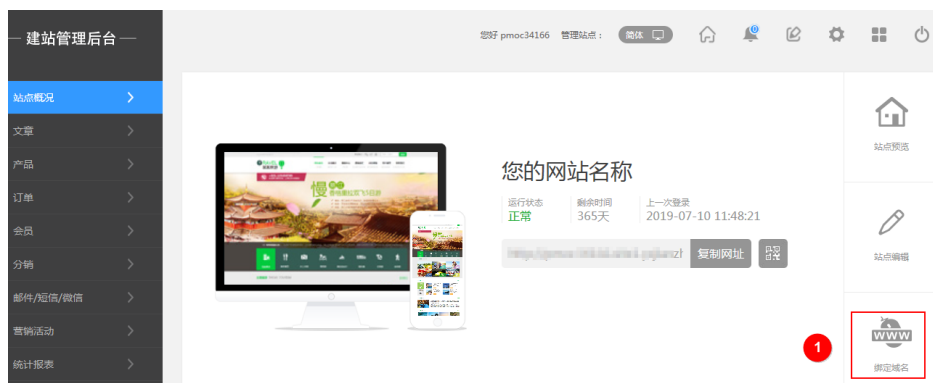 — 建站管理后台 —
您好 pmoc34166 管理站点： 简体
0
站点概况
文章
产品
订单
会员
分销
邮件/短信/微信
营销活动
统计报表
慢
您的网站名称
运行状态 剩余时间 上一次登录
正常 365天 2019-07-10 11:48:21
复制网址
站点预览
站点编辑
1
WWW
绑定域名